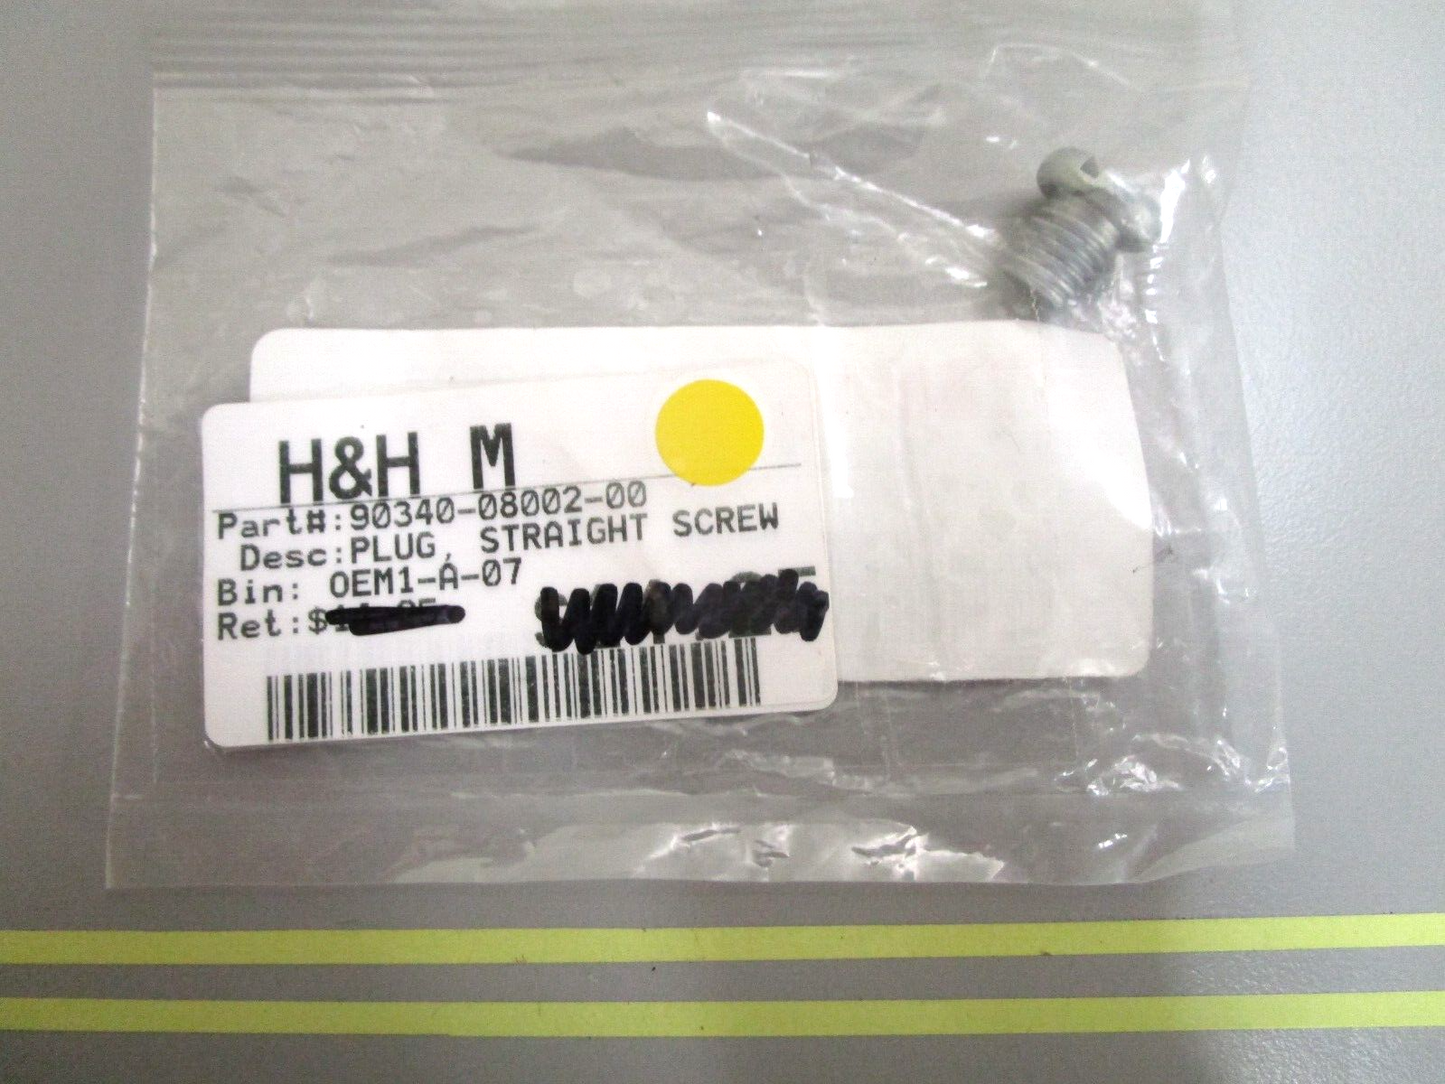 H&H M
Part#:90340-08002-00
Desc:PLUG, STRAIGHT SCREW
Bin: OEM1-A-07
Ret:$